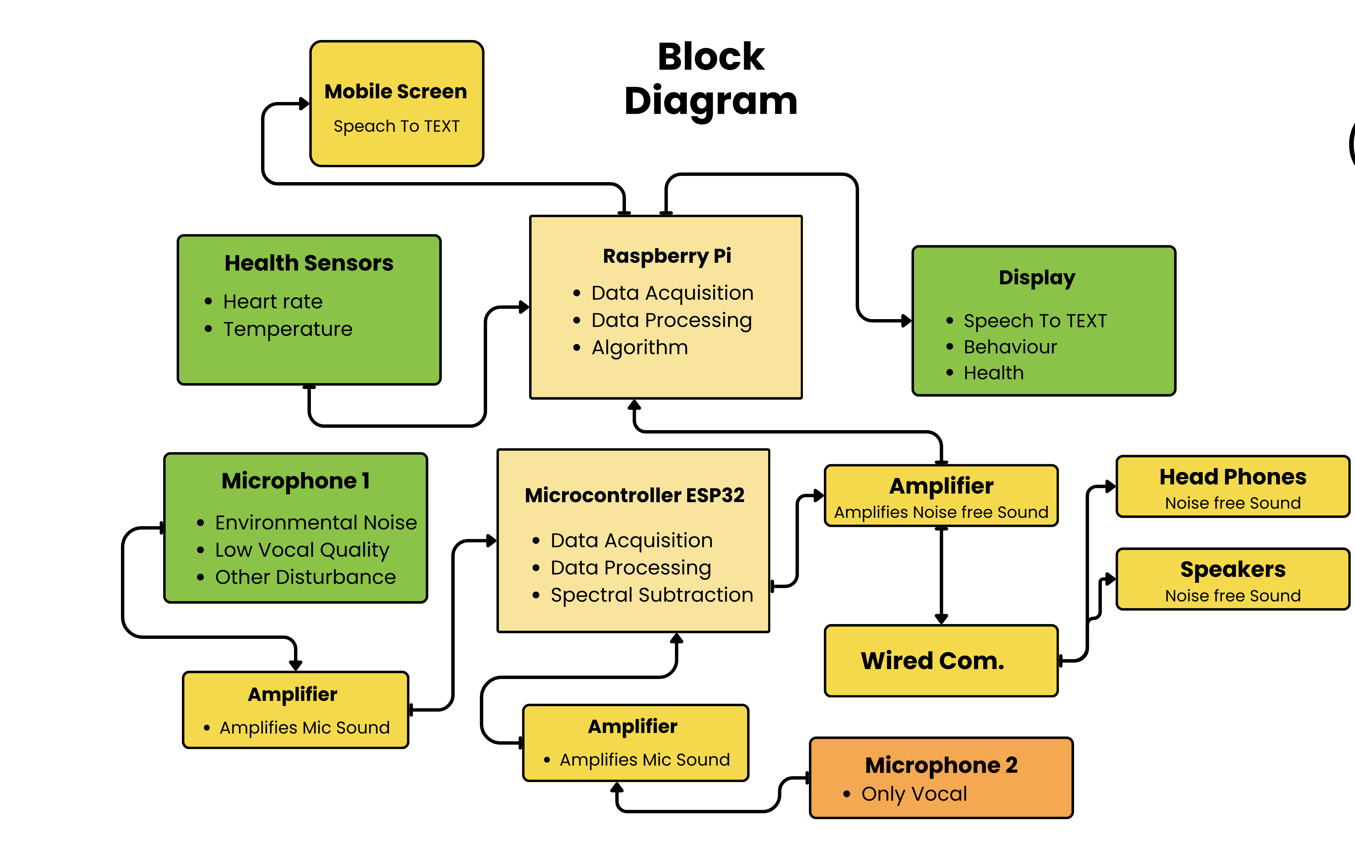 Block
Diagram
Mobile Screen
Speach To TEXT
Health Sensors
• Heart rate
• Temperature
Raspberry Pi
• Data Acquisition
• Data Processing
• Algorithm
Display
• Speech To TEXT
• Behaviour
• Health
Microphone 1
• Environmental Noise
• Low Vocal Quality
• Other Disturbance
Microcontroller ESP32
• Data Acquisition
• Data Processing
• Spectral Subtraction
Amplifier
Amplifies Noise free Sound
Head Phones
Noise free Sound
Speakers
Noise free Sound
Wired Com.
Amplifier
• Amplifies Mic Sound
Amplifier
• Amplifies Mic Sound
Microphone 2
• Only Vocal